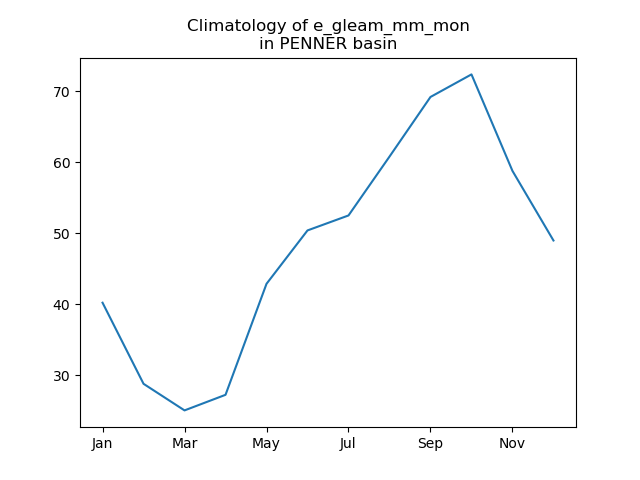 Climatology of e_gleam_mm_mon
in PENNER basin
70
60
50
40
30
Jan
Mar
May
Jul
Sep
Nov